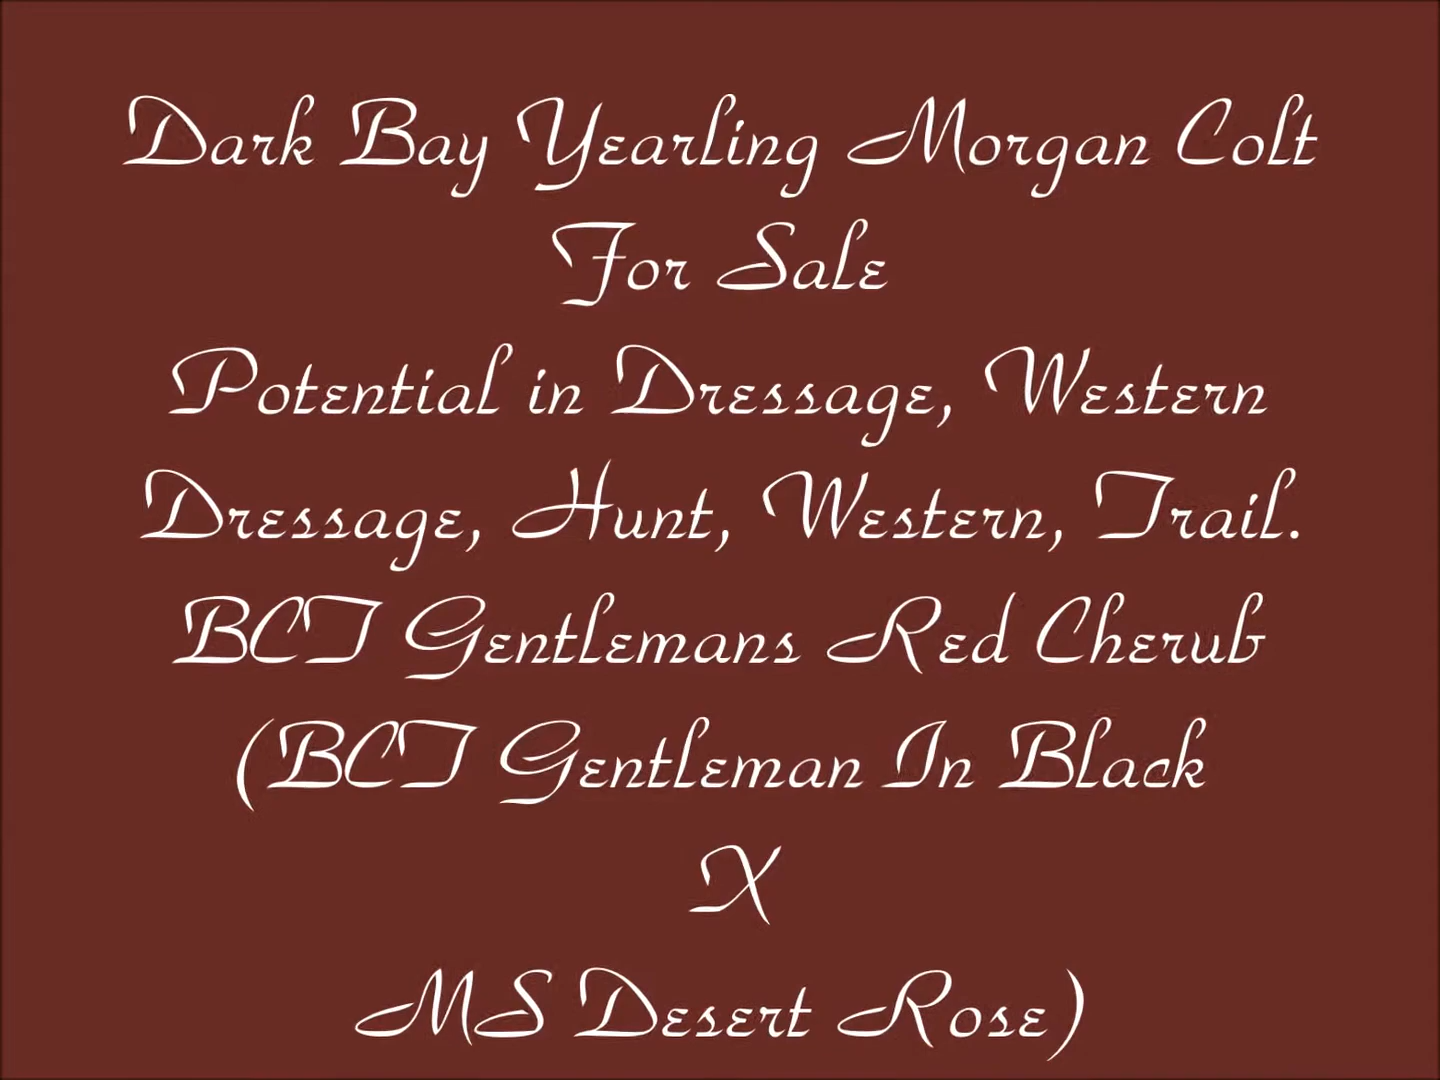 Dark Bay Yearling Morgan Colt
For Sale
Potential in Dressage, Western
Dressage, Hunt, Western, Trail.
BCT Gentlemans Red Cherub
(BCT Gentleman In Black
X
MS Desert Rose)